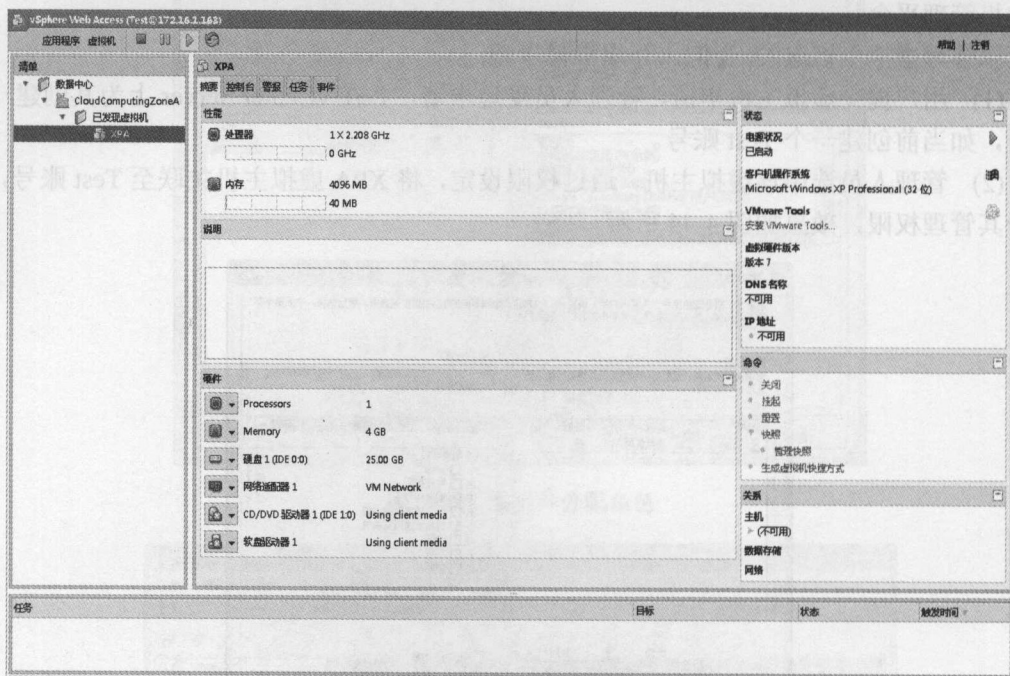 vSphere Web Access (Test@172.16.1.168)
应用程序 虚拟机
帮助 | 注销
清单
数据中心
CloudComputingZoneA
已发现虚拟机
XPA
XPA
摘要 控制台 警报 任务 事件
性能
处理器 1 X 2.208 GHz
0 GHz
内存 4096 MB
40 MB
说明
硬件
Processors 1
Memory 4 GB
硬盘 1 (IDE 0:0) 25.00 GB
网络适配器 1 VM Network
CD/DVD 驱动器 1 (IDE 1:0) Using client media
软盘驱动器 1 Using client media
状态
电源状况
已启动
客户机操作系统
Microsoft Windows XP Professional (32 位)
VMware Tools
安装 VMware Tools...
虚拟硬件版本
版本 7
DNS 名称
不可用
IP 地址
不可用
命令
关闭
挂起
重置
快照
管理快照
生成虚拟机快捷方式
关系
主机
(不可用)
数据存储
网络
任务 目标 状态 触发时间